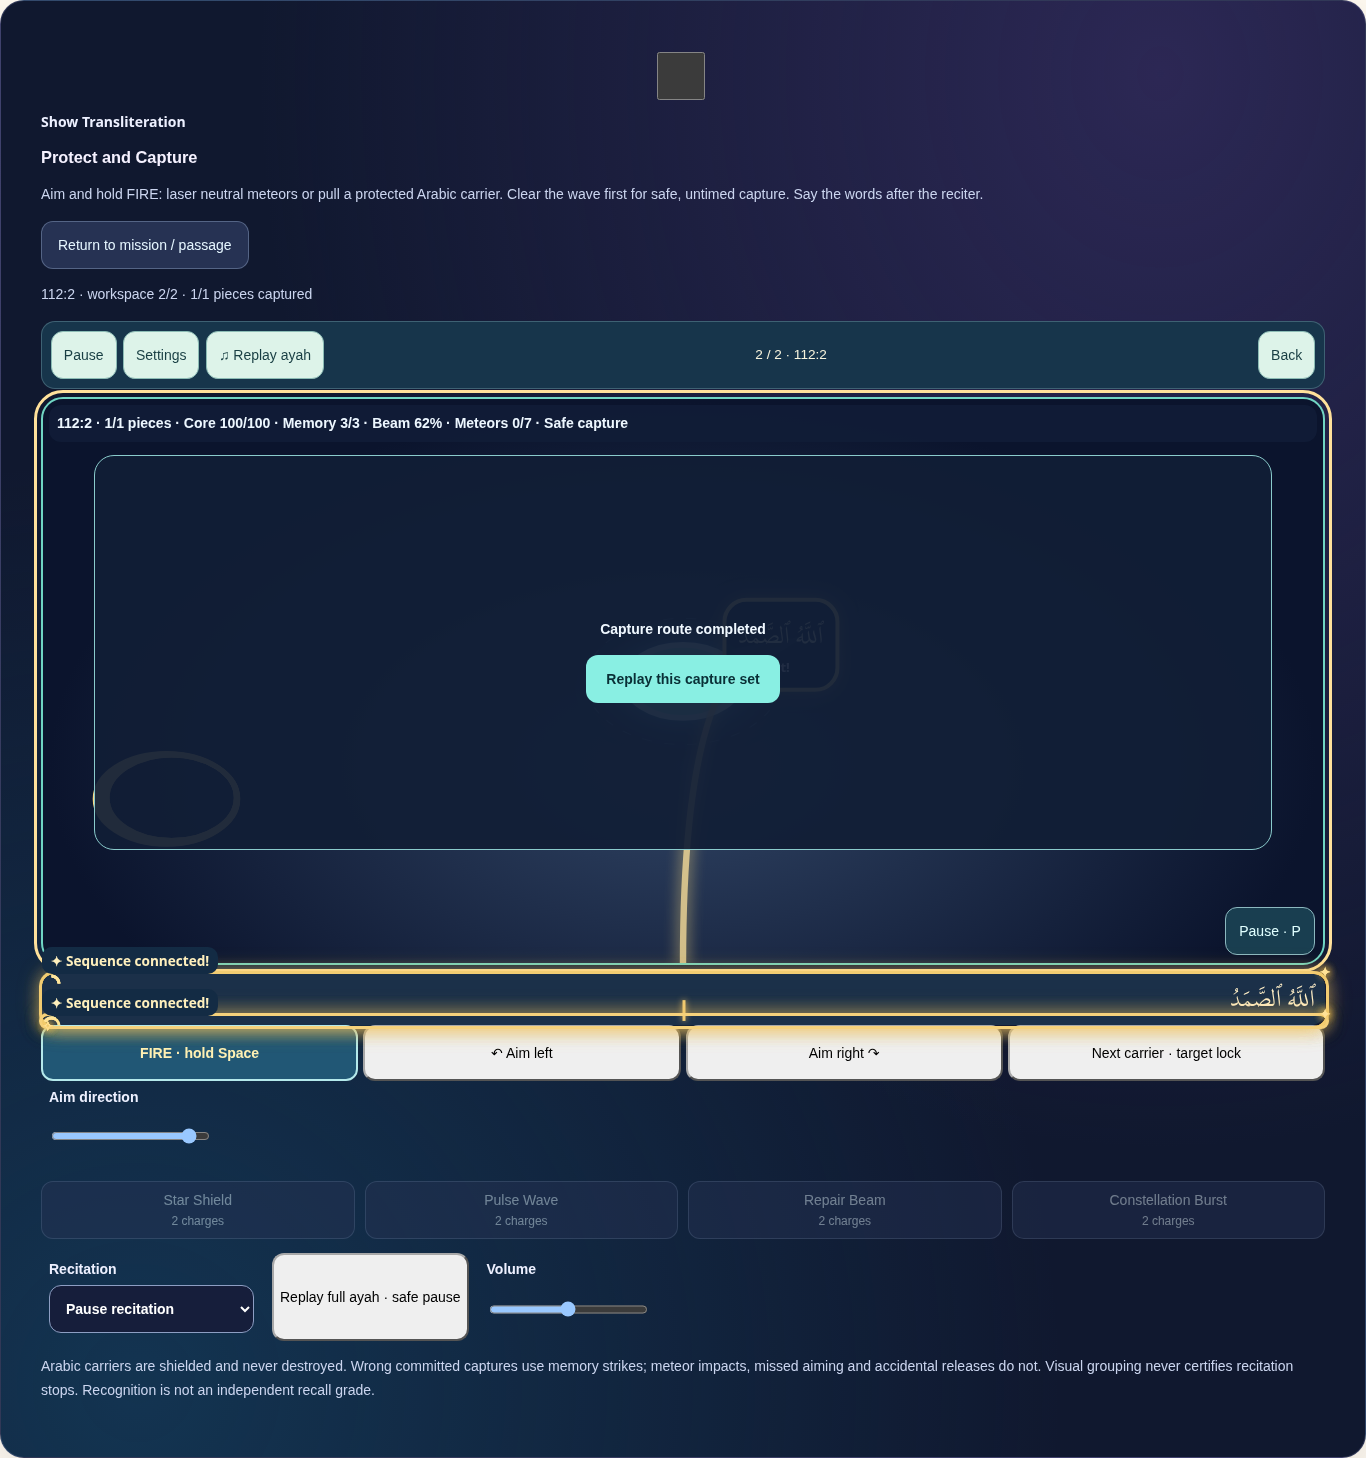 Show Transliteration
Protect and Capture
Aim and hold FIRE: laser neutral meteors or pull a protected Arabic carrier. Clear the wave first for safe, untimed capture. Say the words after the reciter.
Return to mission / passage
112:2 · workspace 2/2 · 1/1 pieces captured
Pause Settings ♫ Replay ayah 2 / 2 · 112:2 Back
112:2 · 1/1 pieces · Core 100/100 · Memory 3/3 · Beam 62% · Meteors 0/7 · Safe capture
ٱللَّهُ ٱلصَّمَدُ
Capture route completed
Replay this capture set
Pause · P
✦ Sequence connected!
ٱللَّهُ ٱلصَّمَدُ
✦ Sequence connected!
FIRE · hold Space ↶ Aim left Aim right ↷ Next carrier · target lock
Aim direction
Star Shield Pulse Wave Repair Beam Constellation Burst
2 charges 2 charges 2 charges 2 charges
Recitation Volume
Pause recitation Replay full ayah · safe pause
Arabic carriers are shielded and never destroyed. Wrong committed captures use memory strikes; meteor impacts, missed aiming and accidental releases do not. Visual grouping never certifies recitation
stops. Recognition is not an independent recall grade.